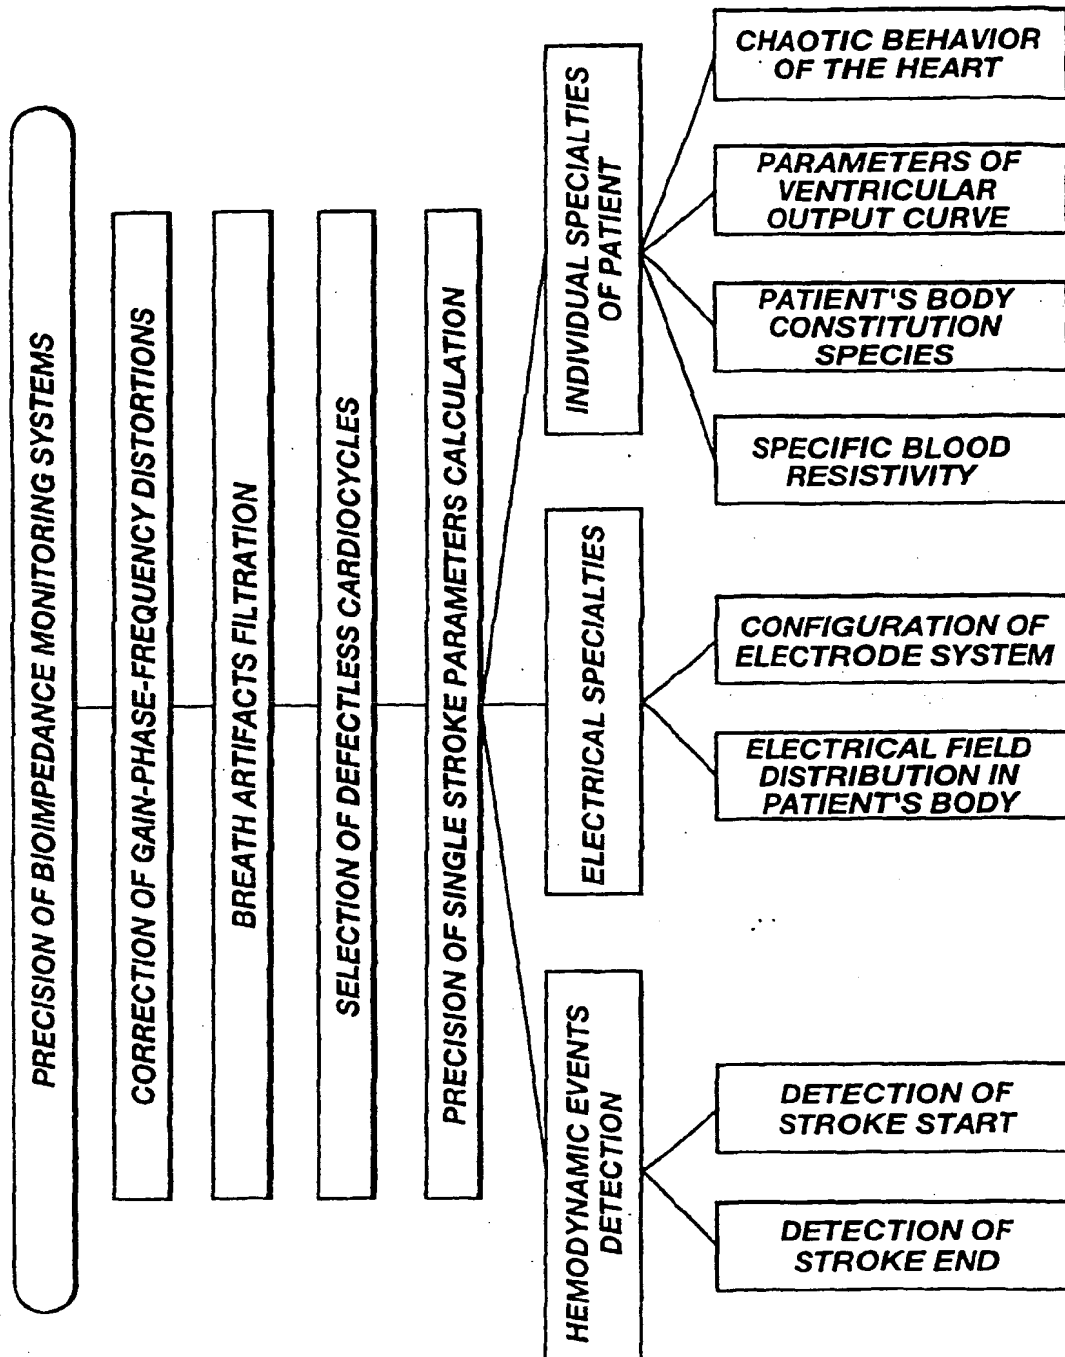 PRECISION OF BIOIMPEDANCE MONITORING SYSTEMS
CORRECTION OF GAIN-PHASE-FREQUENCY DISTORTIONS
BREATH ARTIFACTS FILTRATION
SELECTION OF DEFECTLESS CARDIOCYCLES
PRECISION OF SINGLE STROKE PARAMETERS CALCULATION
INDIVIDUAL SPECIALTIES
OF PATIENT
CHAOTIC BEHAVIOR
OF THE HEART
PARAMETERS OF
VENTRICULAR
OUTPUT CURVE
PATIENT'S BODY
CONSTITUTION
SPECIES
SPECIFIC BLOOD
RESISTIVITY
ELECTRICAL SPECIALTIES
CONFIGURATION OF
ELECTRODE SYSTEM
ELECTRICAL FIELD
DISTRIBUTION IN
PATIENT'S BODY
HEMODYNAMIC EVENTS
DETECTION
DETECTION OF
STROKE START
DETECTION OF
STROKE END